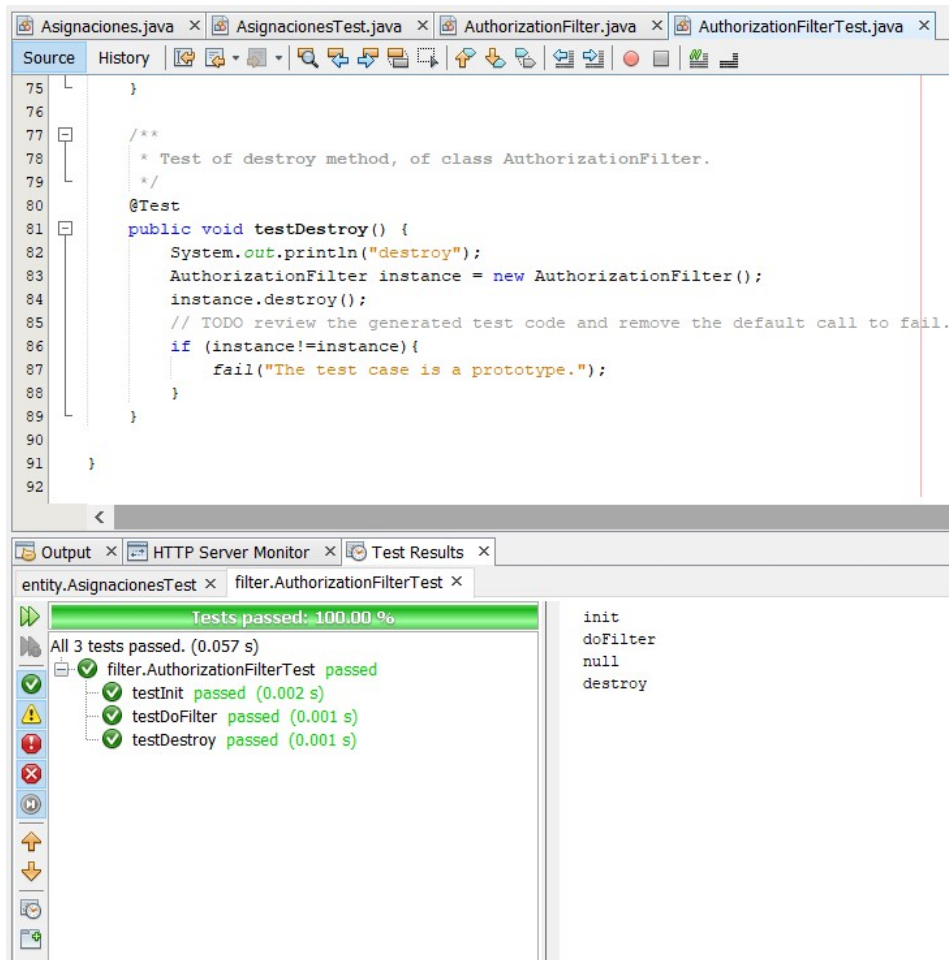 Asignaciones.java AsignacionesTest.java AuthorizationFilter.java AuthorizationFilterTest.java
Source History
75 }
76
77 /**
78 * Test of destroy method, of class AuthorizationFilter.
79 */
80 @Test
81 public void testDestroy() {
82 System.out.println("destroy");
83 AuthorizationFilter instance = new AuthorizationFilter();
84 instance.destroy();
85 // TODO review the generated test code and remove the default call to fail.
86 if (instance!=instance){
87 fail("The test case is a prototype.");
88 }
89 }
90
91 }
92
Output HTTP Server Monitor Test Results
entity.AsignacionesTest filter.AuthorizationFilterTest
Tests passed: 100.00 %
All 3 tests passed. (0.057 s)
filter.AuthorizationFilterTest passed
testInit passed (0.002 s)
testDoFilter passed (0.001 s)
testDestroy passed (0.001 s)
init
doFilter
null
destroy